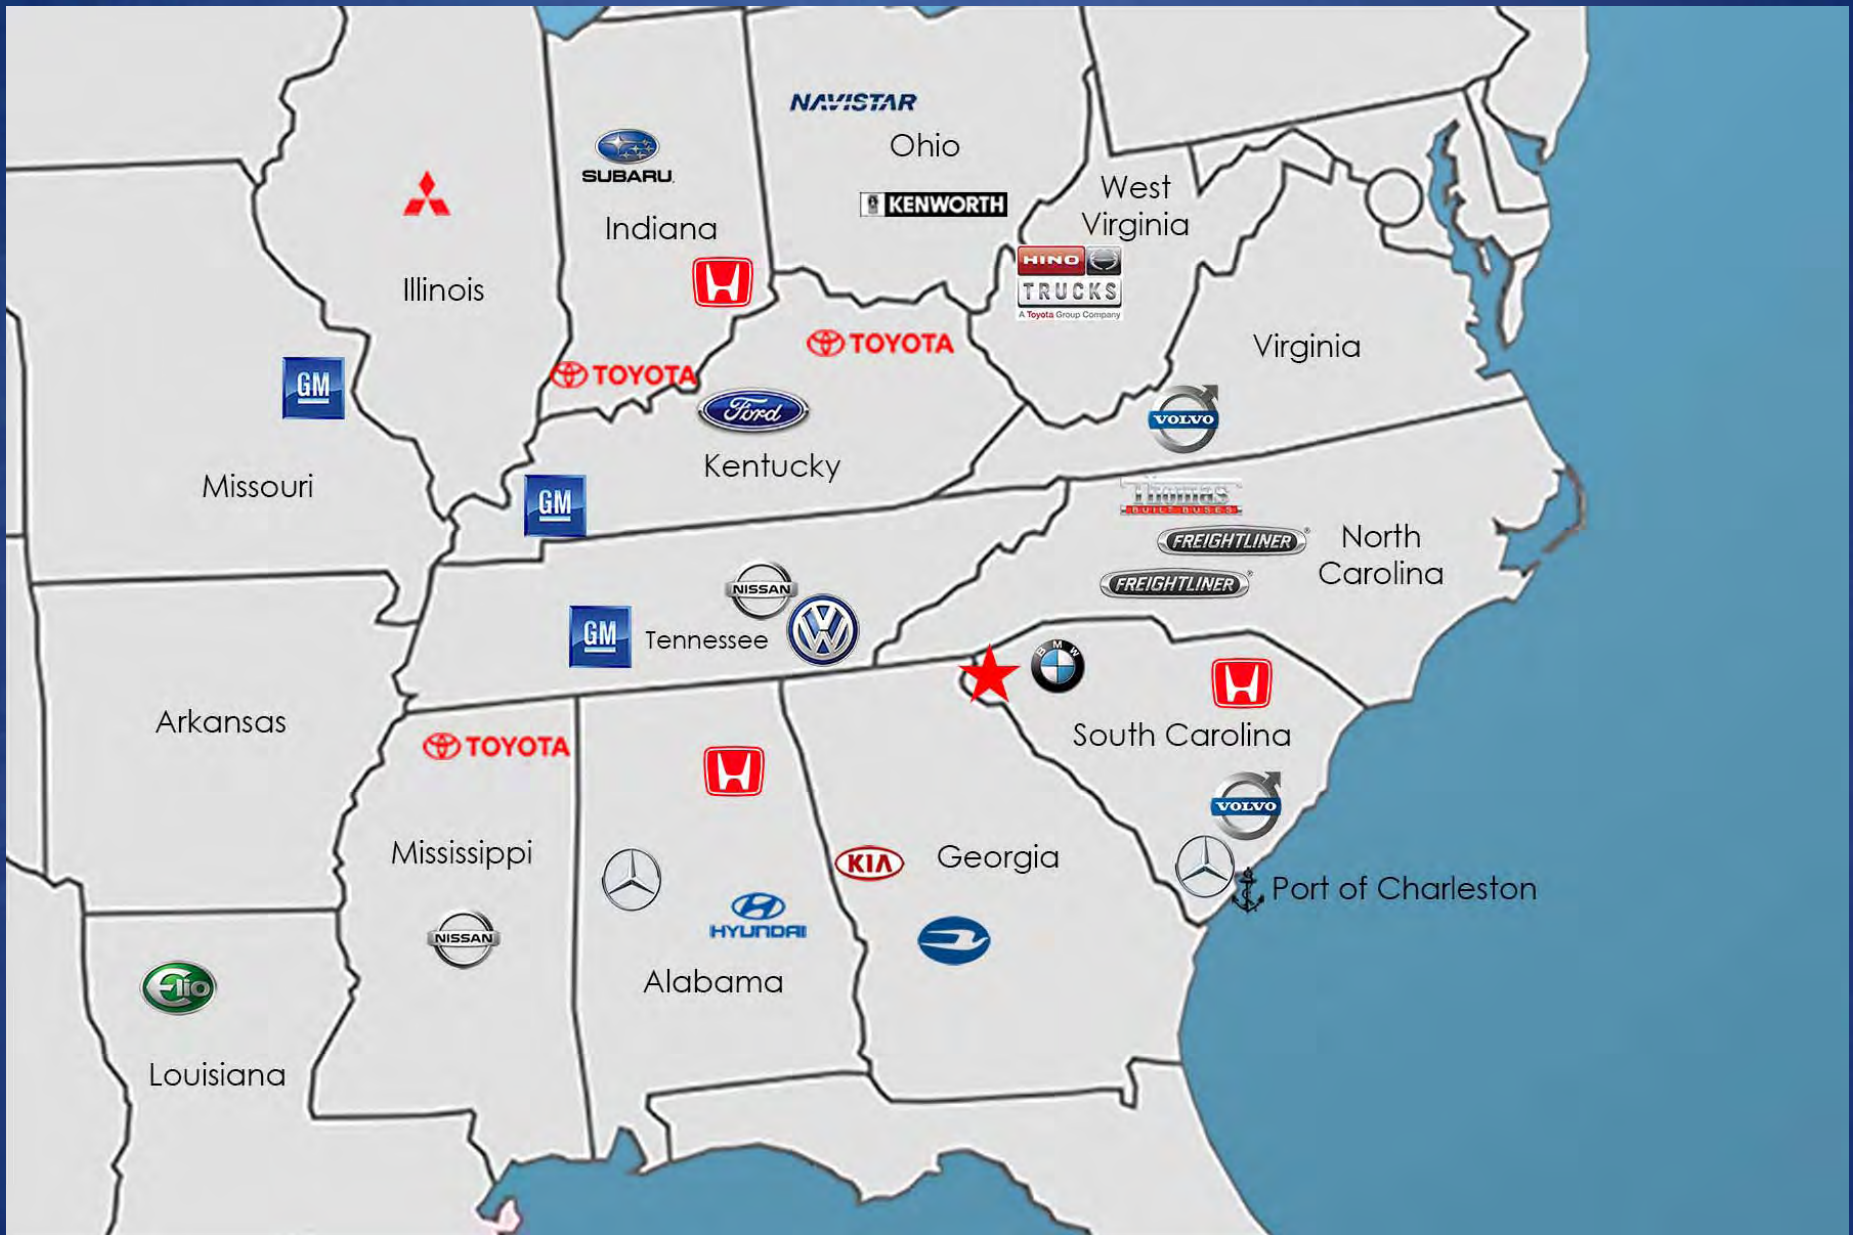 NAVISTAR
Ohio
SUBARU
KENWORTH
West
Virginia
Indiana
HINO
TRUCKS
A Toyota Group Company
Illinois
TOYOTA
Virginia
TOYOTA
GM
Ford
VOLVO
Kentucky
Missouri
GM
Thomas
BUILT BUSES
FREIGHTLINER®
North
Carolina
FREIGHTLINER®
NISSAN
GM
Tennessee
VW
BMW
Arkansas
South Carolina
TOYOTA
VOLVO
Mississippi
KIA
Georgia
Port of Charleston
HYUNDAI
NISSAN
Alabama
Elio
Louisiana